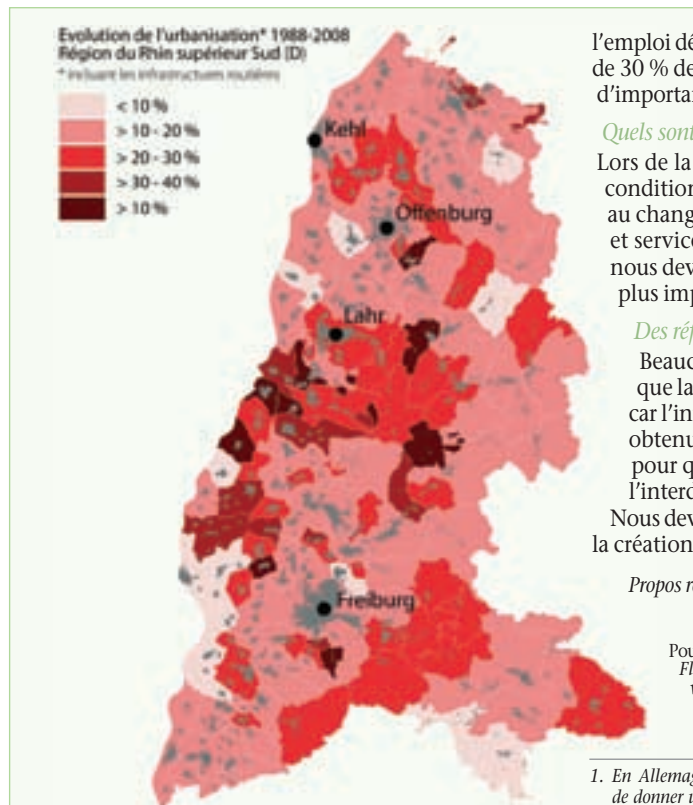 Evolution de l'urbanisation* 1988-2008
Région du Rhin supérieur Sud (D)
* incluant les infrastructures routières
< 10 %
> 10 - 20 %
> 20 - 30 %
> 30 - 40 %
> 10 %
Kehl
Offenburg
Lahr
Freiburg
l'emploi dé
de 30 % de
d'importa
Quels sont
Lors de la
condition
au chang
et service
nous dev
plus imp
Des réf
Beauc
que la
car l'in
obtenu
pour q
l'interd
Nous dev
la création
Propos r
Pou
Fl
1. En Allemag
de donner u